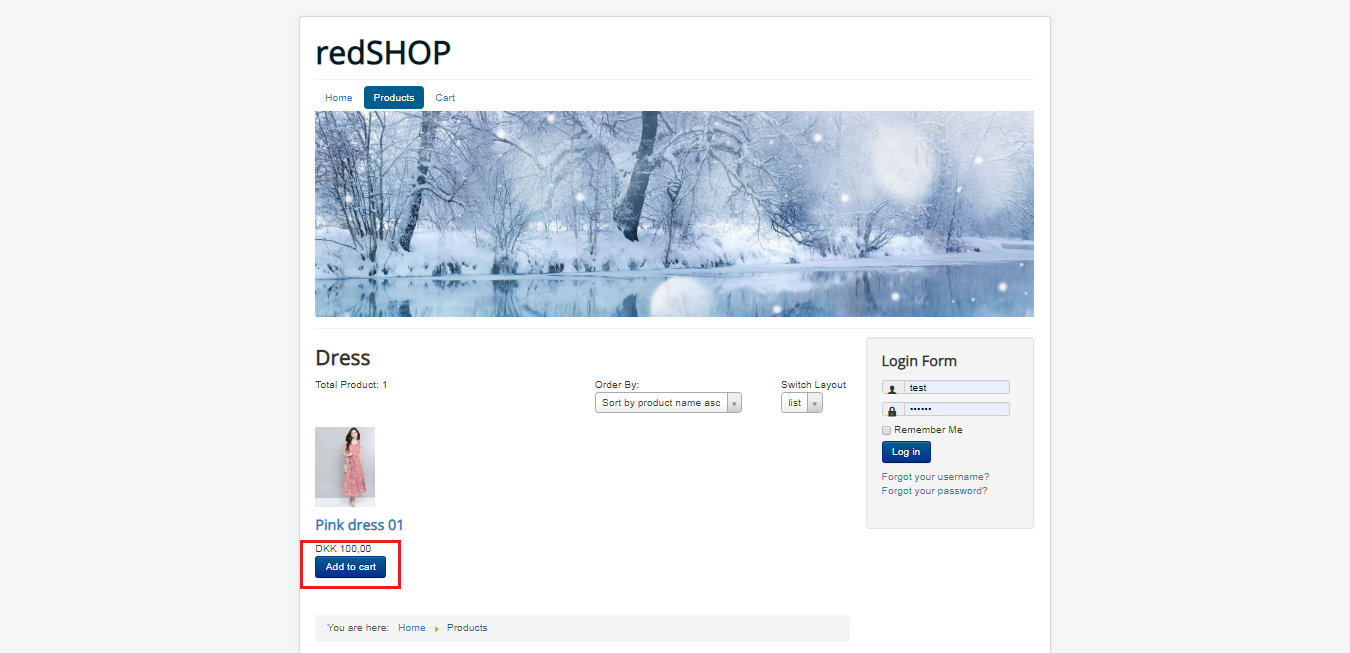 redSHOP
Home Products Cart
Dress
Total Product: 1
Order By:
Sort by product name asc
Switch Layout
list
Pink dress 01
DKK 100,00
Add to cart
Login Form
test
••••••
Remember Me
Log in
Forgot your username?
Forgot your password?
You are here: Home Products